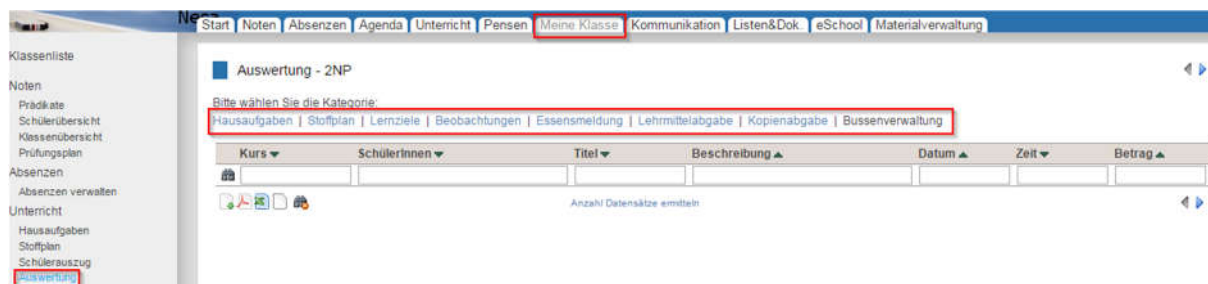 Start Noten Absenzen Agenda Unterricht Pensen Meine Klasse Kommunikation Listen&Dok. eSchool Materialverwaltung
Klassenliste
Noten
Prädikate
Schülerübersicht
Klassenübersicht
Prüfungsplan
Absenzen
Absenzen verwalten
Unterricht
Hausaufgaben
Stoffplan
Schülerauszug
Auswertung
Auswertung - 2NP
Bitte wählen Sie die Kategorie:
Hausaufgaben | Stoffplan | Lernziele | Beobachtungen | Essensmeldung | Lehrmittelabgabe | Kopienabgabe | Bussenverwaltung
Kurs SchülerInnen Titel Beschreibung Datum Zeit Betrag
Anzahl Datensätze ermitteln